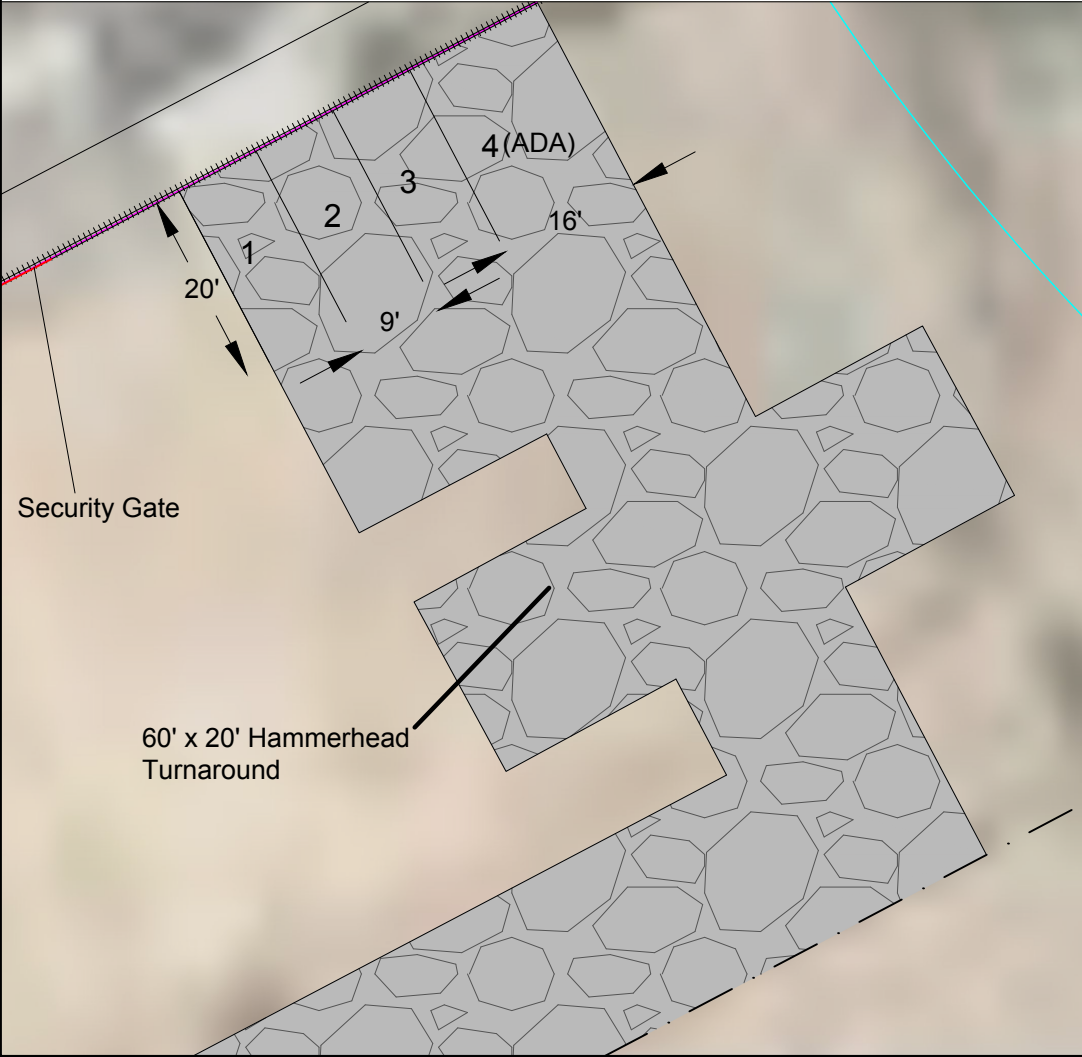 4 (ADA)
3
2
1
16'
20'
9'
Security Gate
60' x 20' Hammerhead
Turnaround